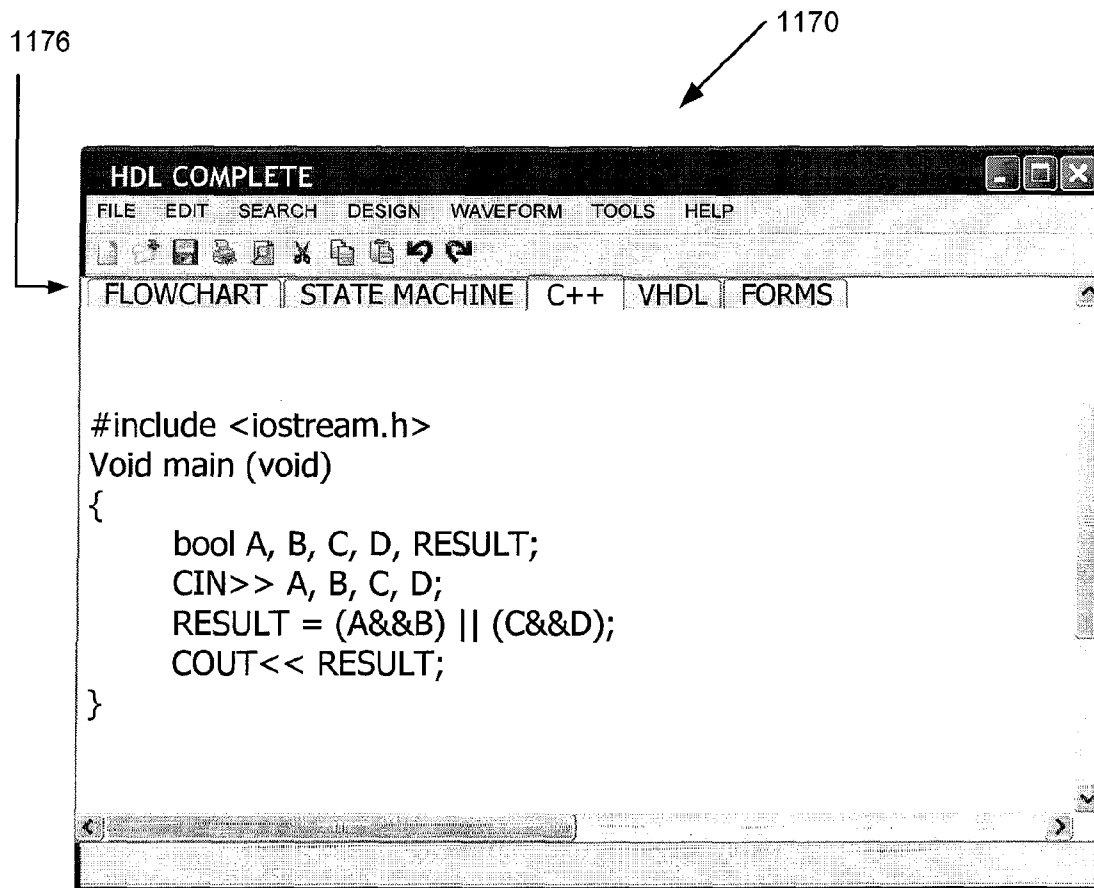 1176
1170
HDL COMPLETE
FILE EDIT SEARCH DESIGN WAVEFORM TOOLS HELP
FLOWCHART STATE MACHINE C++ VHDL FORMS
#include <iostream.h>
Void main (void)
{
bool A, B, C, D, RESULT;
CIN>> A, B, C, D;
RESULT = (A&&B) || (C&&D);
COUT<< RESULT;
}